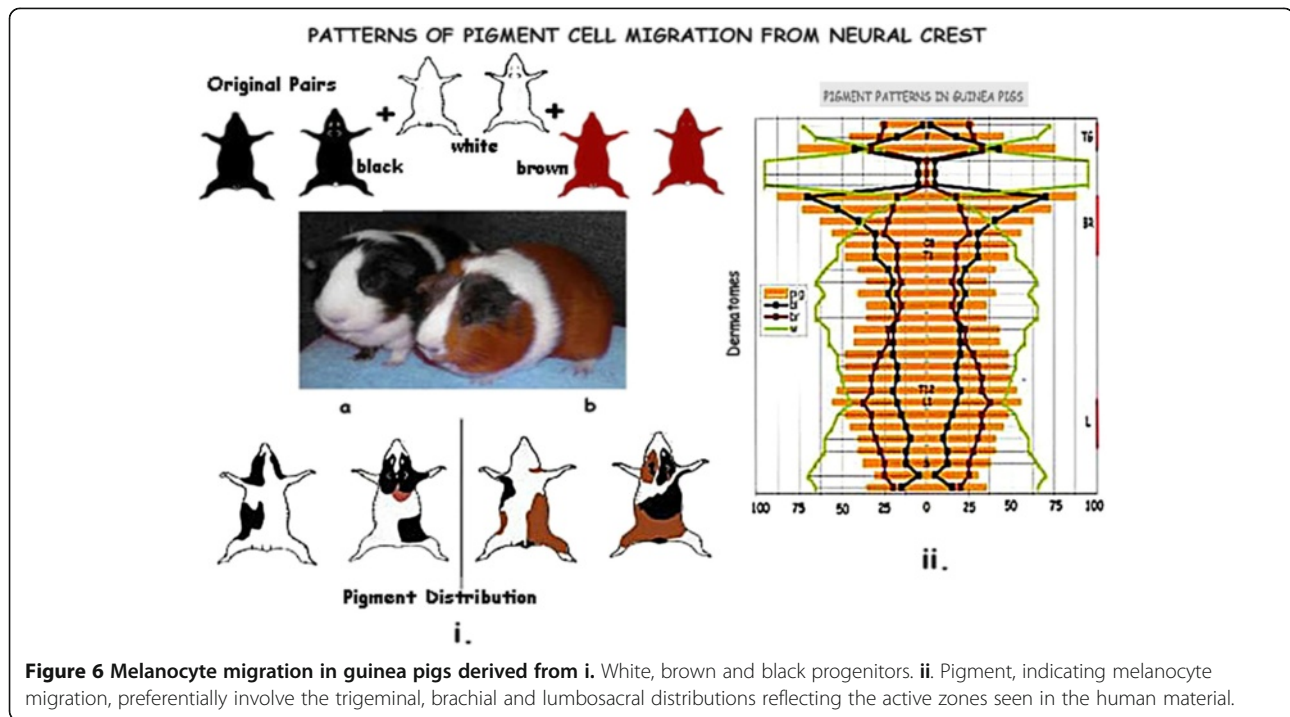 PATTERNS OF PIGMENT CELL MIGRATION FROM NEURAL CREST
Original Pairs
+
+
black
white
brown
a
b
Pigment Distribution
i.
PIGMENT PATTERNS IN GUINEA PIGS
Dermatomes
TG
BR
L
C8
T1
T12
L1
S
100 75 50 25 0 25 50 75 100
ii.
Figure 6 Melanocyte migration in guinea pigs derived from i. White, brown and black progenitors. ii. Pigment, indicating melanocyte
migration, preferentially involve the trigeminal, brachial and lumbosacral distributions reflecting the active zones seen in the human material.